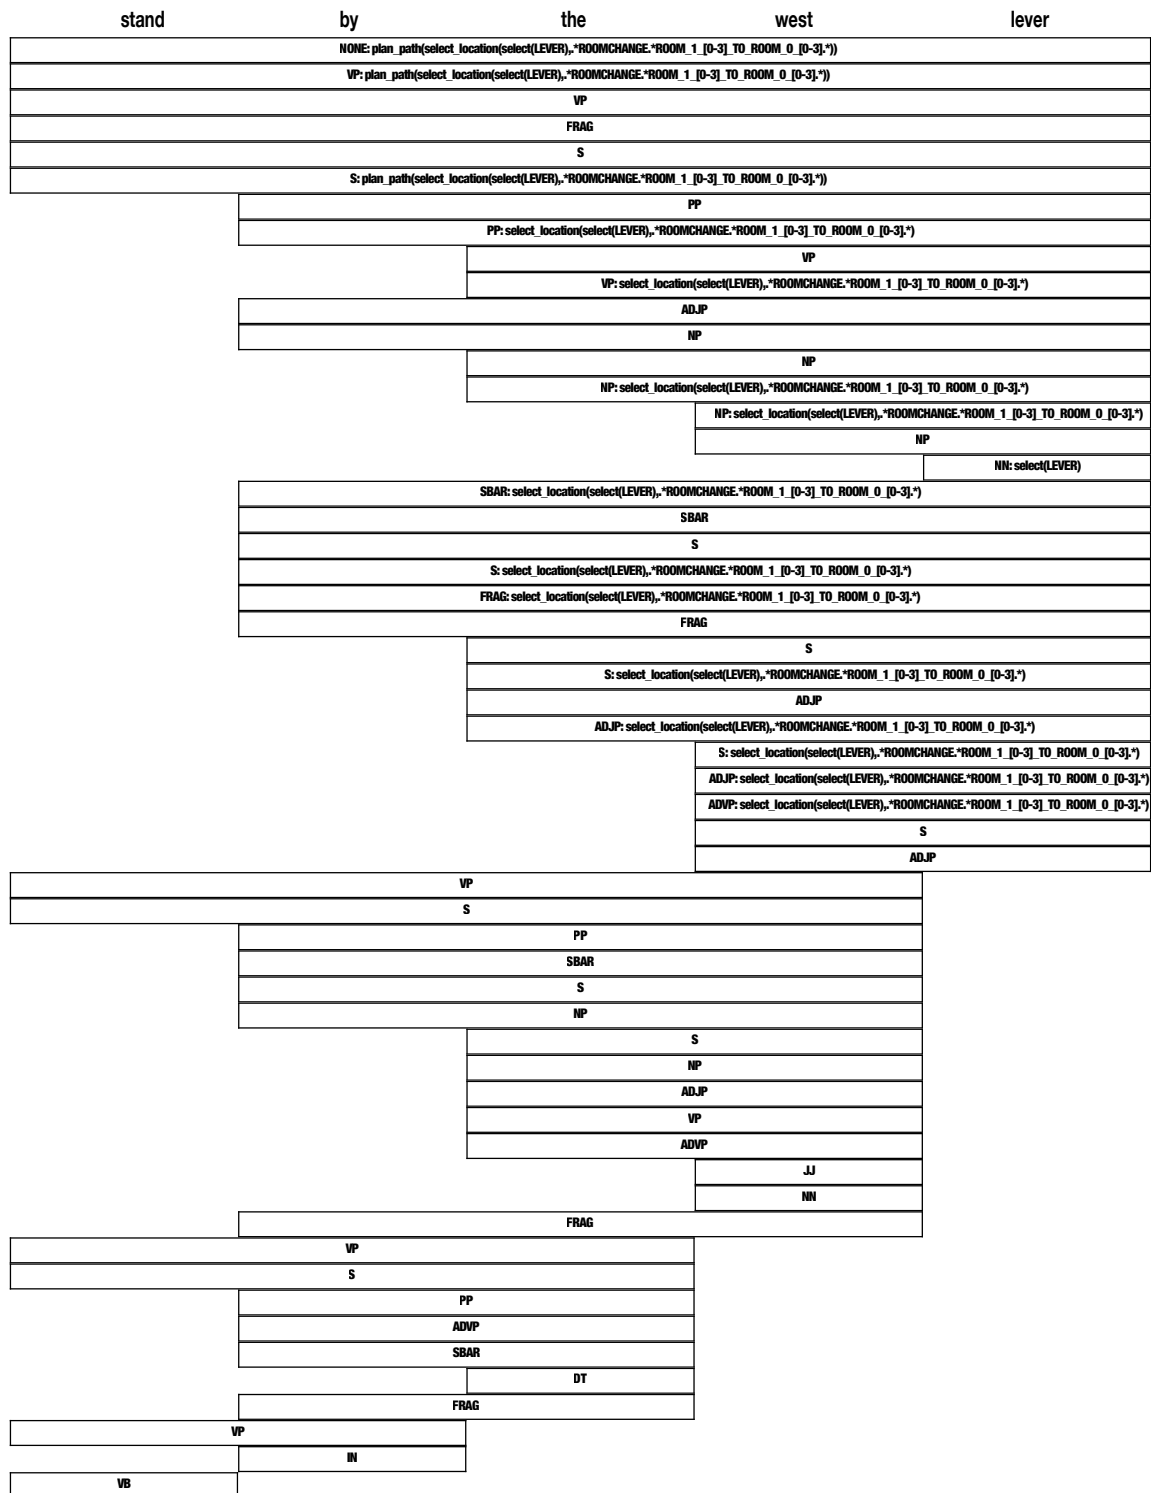 stand by the west lever
NONE: plan_path(select_location(select(LEVER),.*ROOMCHANGE.*ROOM_1_[0-3]_TO_ROOM_0_[0-3].*))
VP: plan_path(select_location(select(LEVER),.*ROOMCHANGE.*ROOM_1_[0-3]_TO_ROOM_0_[0-3].*))
VP
FRAG
S
S: plan_path(select_location(select(LEVER),.*ROOMCHANGE.*ROOM_1_[0-3]_TO_ROOM_0_[0-3].*))
PP
PP: select_location(select(LEVER),.*ROOMCHANGE.*ROOM_1_[0-3]_TO_ROOM_0_[0-3].*)
VP
VP: select_location(select(LEVER),.*ROOMCHANGE.*ROOM_1_[0-3]_TO_ROOM_0_[0-3].*)
ADJP
NP
NP
NP: select_location(select(LEVER),.*ROOMCHANGE.*ROOM_1_[0-3]_TO_ROOM_0_[0-3].*)
NP: select_location(select(LEVER),.*ROOMCHANGE.*ROOM_1_[0-3]_TO_ROOM_0_[0-3].*)
NP
NN: select(LEVER)
SBAR: select_location(select(LEVER),.*ROOMCHANGE.*ROOM_1_[0-3]_TO_ROOM_0_[0-3].*)
SBAR
S
S: select_location(select(LEVER),.*ROOMCHANGE.*ROOM_1_[0-3]_TO_ROOM_0_[0-3].*)
FRAG: select_location(select(LEVER),.*ROOMCHANGE.*ROOM_1_[0-3]_TO_ROOM_0_[0-3].*)
FRAG
S
S: select_location(select(LEVER),.*ROOMCHANGE.*ROOM_1_[0-3]_TO_ROOM_0_[0-3].*)
ADJP
ADJP: select_location(select(LEVER),.*ROOMCHANGE.*ROOM_1_[0-3]_TO_ROOM_0_[0-3].*)
S: select_location(select(LEVER),.*ROOMCHANGE.*ROOM_1_[0-3]_TO_ROOM_0_[0-3].*)
ADJP: select_location(select(LEVER),.*ROOMCHANGE.*ROOM_1_[0-3]_TO_ROOM_0_[0-3].*)
ADVP: select_location(select(LEVER),.*ROOMCHANGE.*ROOM_1_[0-3]_TO_ROOM_0_[0-3].*)
S
ADJP
VP
S
PP
SBAR
S
NP
S
NP
ADJP
VP
ADVP
JJ
NN
FRAG
VP
S
PP
ADVP
SBAR
DT
FRAG
VP
IN
VB